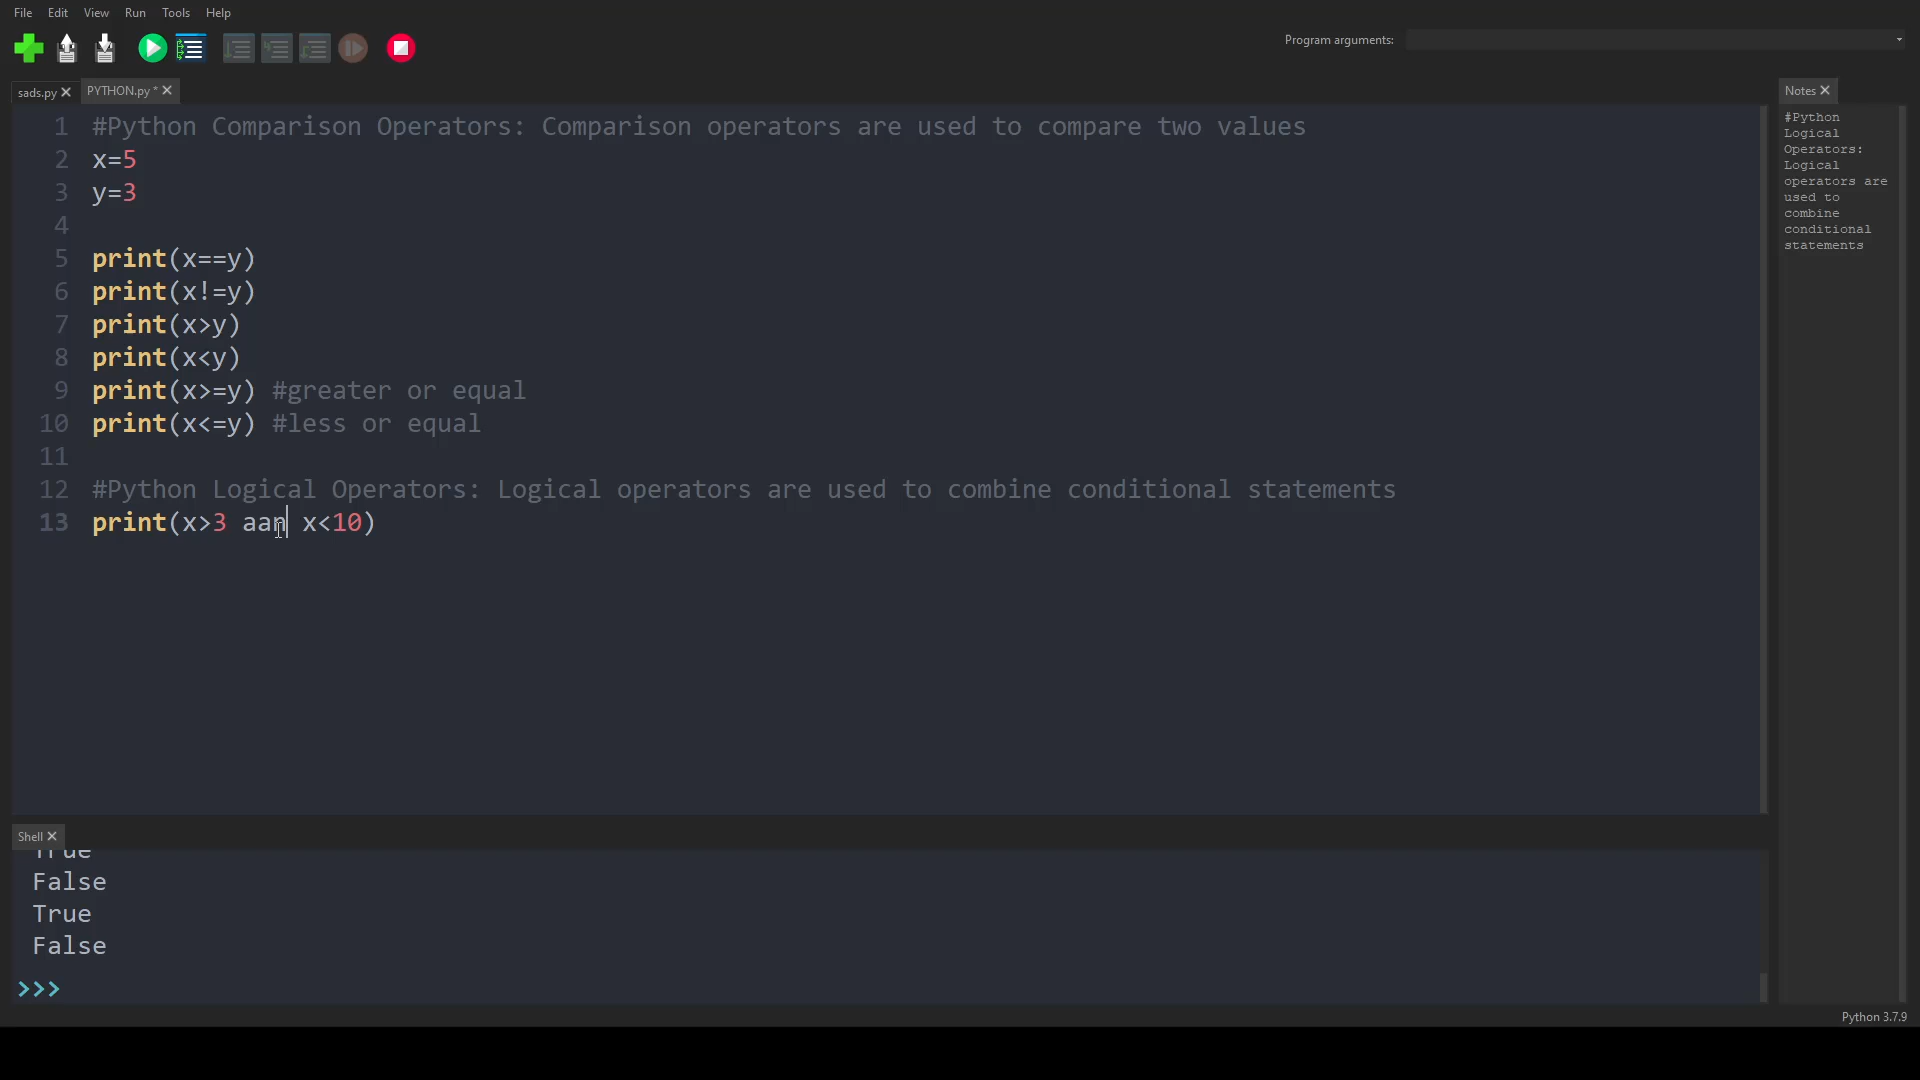 File Edit View Run Tools Help
Program arguments:
sads.py PYTHON.py *
1 #Python Comparison Operators: Comparison operators are used to compare two values
2 x=5
3 y=3
4
5 print(x==y)
6 print(x!=y)
7 print(x>y)
8 print(x<y)
9 print(x>=y) #greater or equal
10 print(x<=y) #less or equal
11
12 #Python Logical Operators: Logical operators are used to combine conditional statements
13 print(x>3 aan x<10)
Notes
#Python
Logical
Operators:
Logical
operators are
used to
combine
conditional
statements
Shell
True
False
True
False
>>>
Python 3.7.9